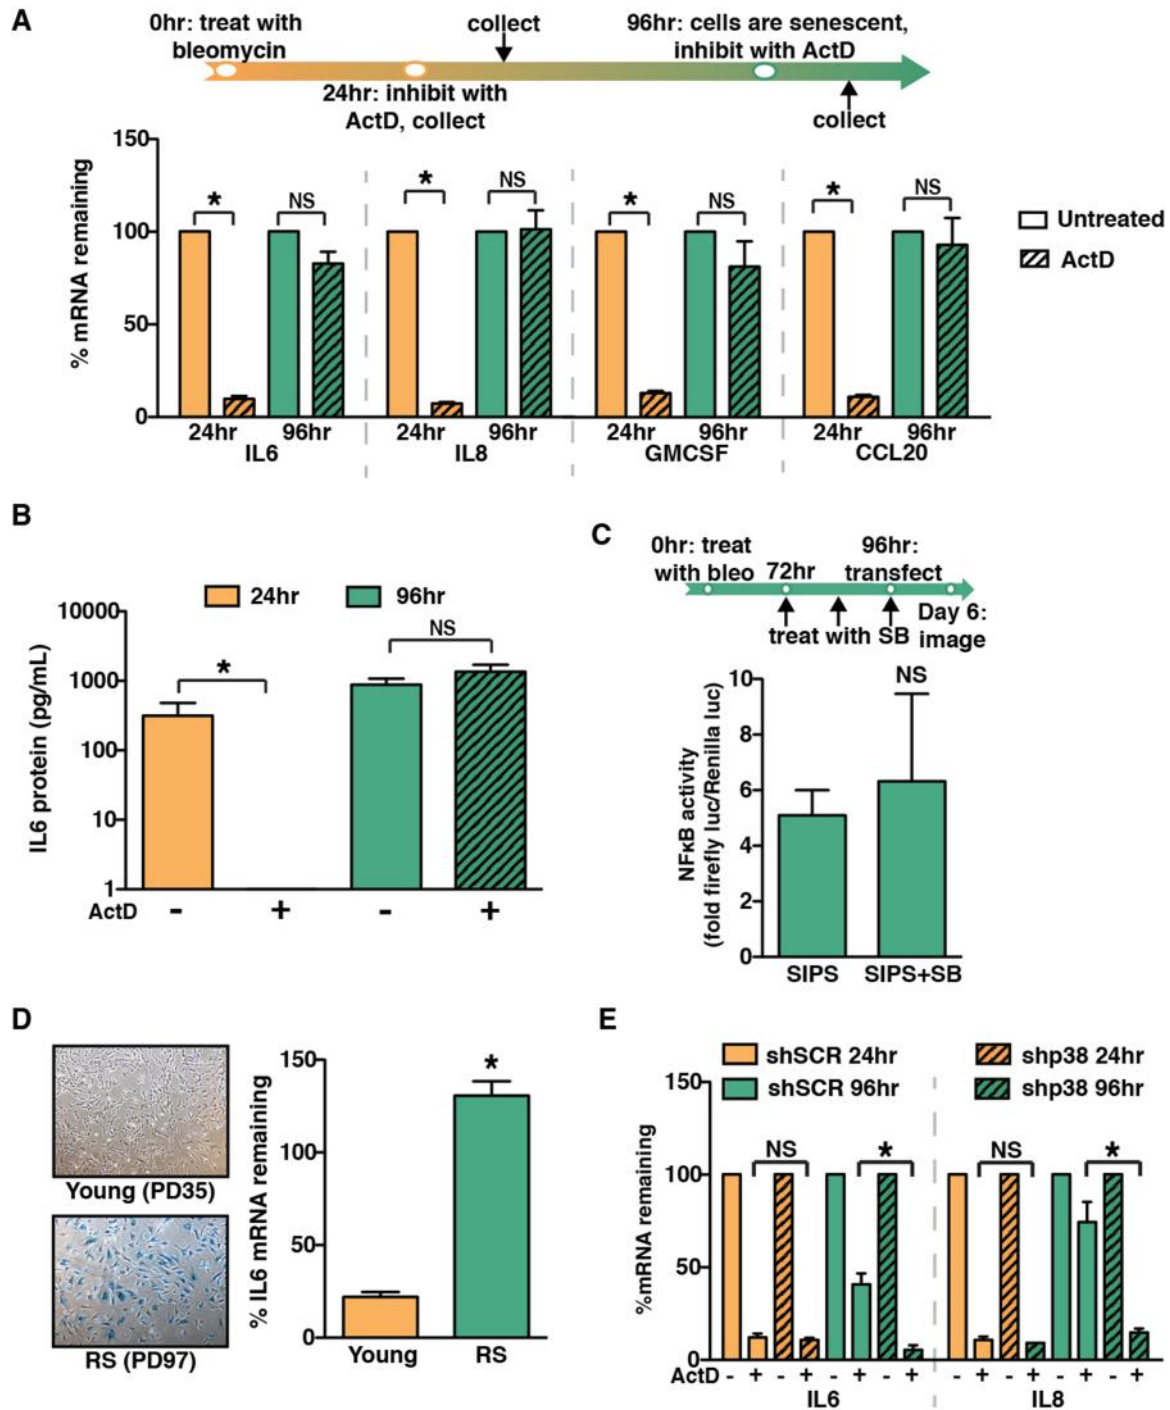 A
0hr: treat with
bleomycin
collect
96hr: cells are senescent,
inhibit with ActD
24hr: inhibit with
ActD, collect
collect
% mRNA remaining
150
100
50
0
* NS * NS * NS * NS
Untreated
ActD
24hr 96hr 24hr 96hr 24hr 96hr 24hr 96hr
IL6 IL8 GMCSF CCL20
B
24hr 96hr
IL6 protein (pg/mL)
10000
1000
100
10
1
* NS
ActD - + - +
C
0hr: treat
with bleo
72hr
96hr:
transfect
treat with SB
Day 6:
image
NFκB activity
(fold firefly luc/Renilla luc)
10
8
6
4
2
0
NS
SIPS SIPS+SB
D
Young (PD35)
RS (PD97)
% IL6 mRNA remaining
150
100
50
0
*
Young RS
E
shSCR 24hr shp38 24hr
shSCR 96hr shp38 96hr
%mRNA remaining
150
100
50
0
NS * NS *
ActD - + - + - + - + - + - + - + - +
IL6 IL8